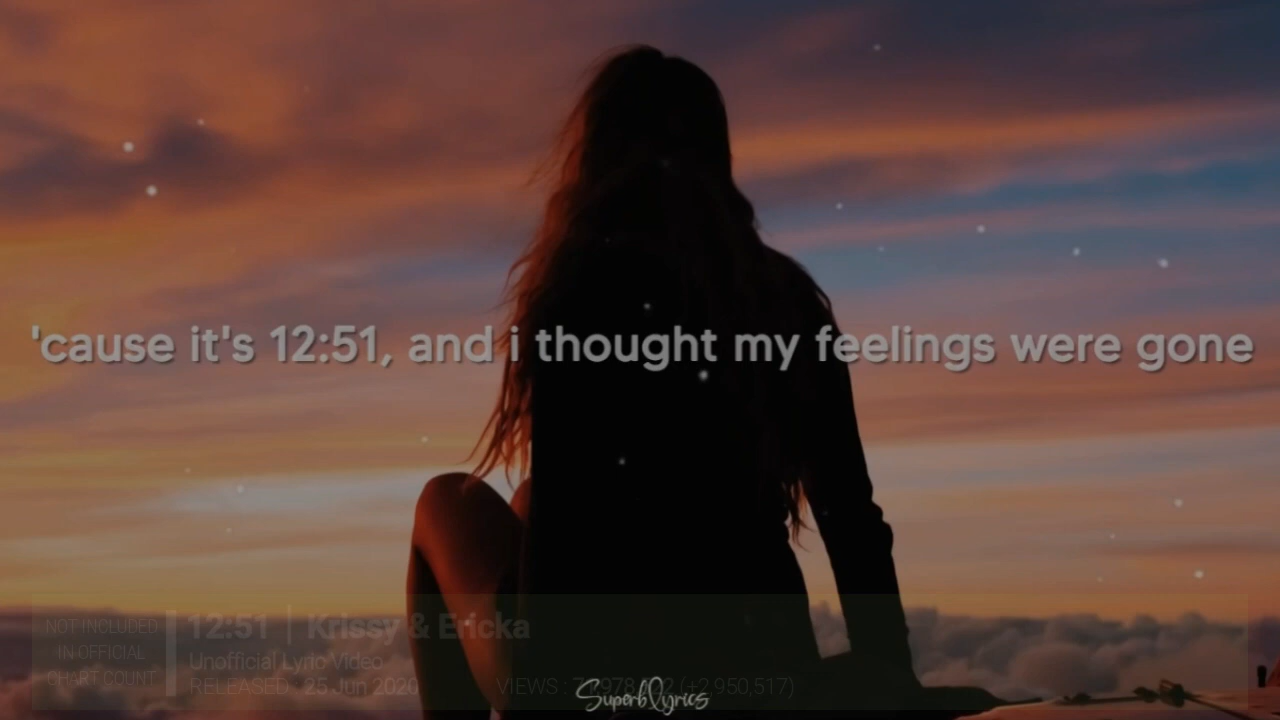 'cause it's 12:51, and i thought my feelings were gone
NOT INCLUDED
IN OFFICIAL
CHART COUNT
12:51 | Krissy & Ericka
Unofficial Lyric Video
RELEASED : 25 Jun 2020
VIEWS : (+2,950,517)
SuperbLyrics